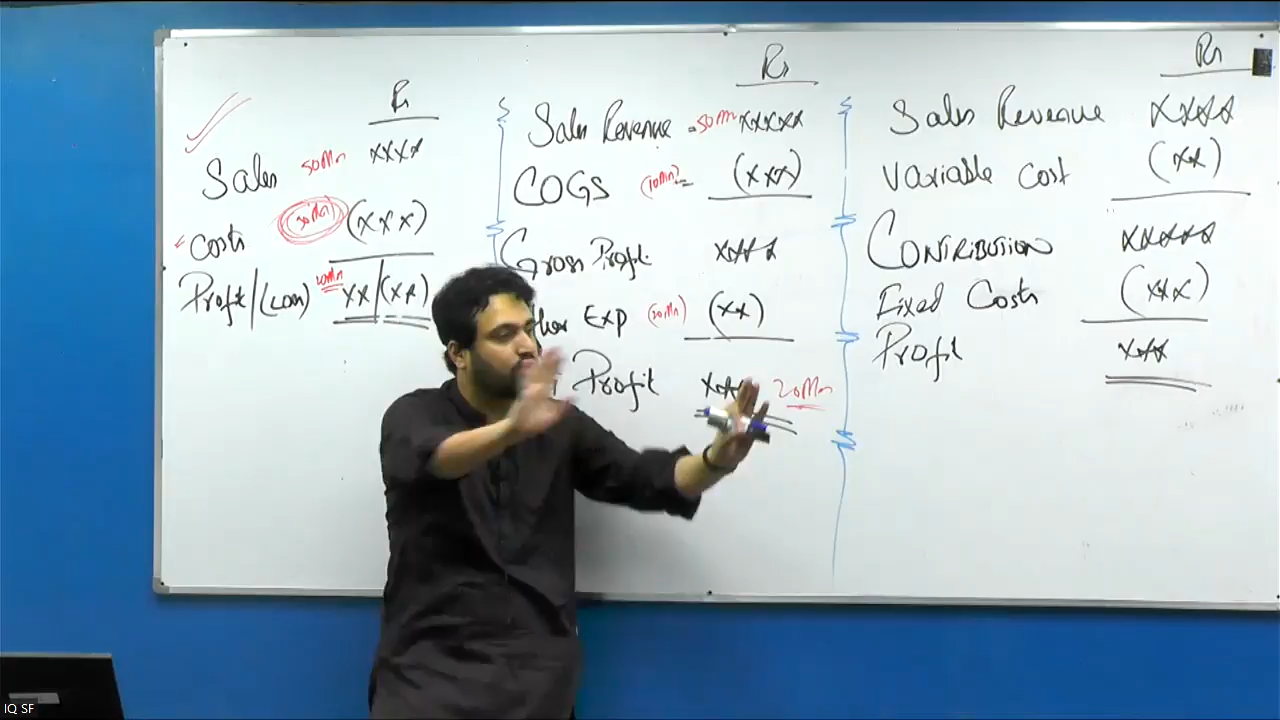 Rs
Sales 50Mn xxxx
Costs (30Mn) (xxx)
Profit/(Loss) 20Mn xx/(xx)
Rs
Sales Revenue 50Mn xxxxx
COGS (10Mn) (xxx)
Gross Profit xxxx
Exp (20Mn) (xx)
Profit xxx 20Mn
Rs
Sales Revenue xxxx
Variable Cost (xx)
CONTRIBUTION xxxxx
Fixed Costs (xxx)
Profit xxx
IQ SF